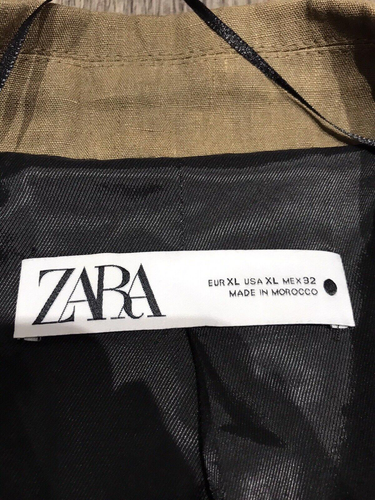 ZARA
EUR XL USA XL MEX 32
MADE IN MOROCCO